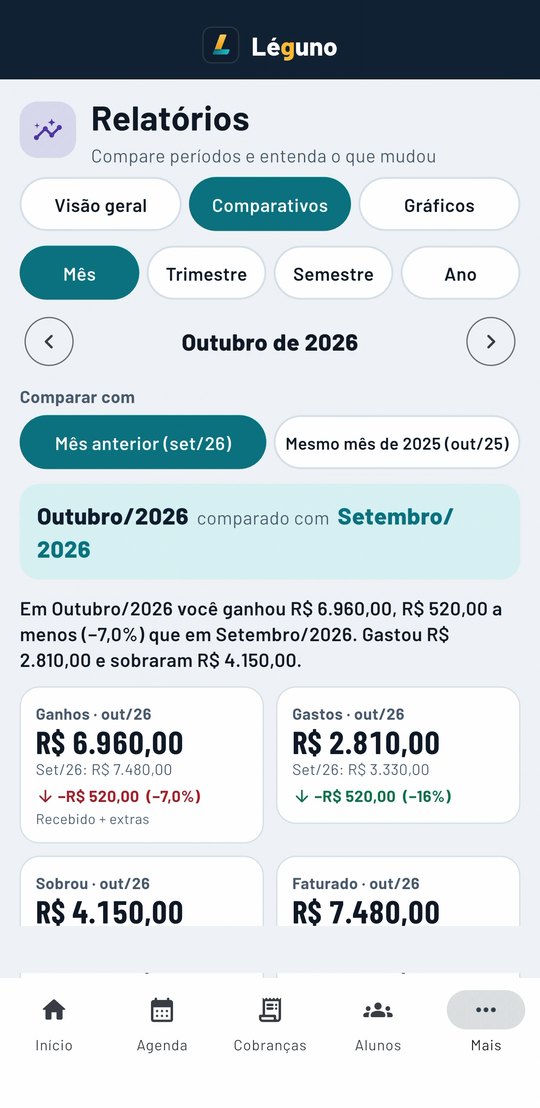 Léguno
Relatórios
Compare períodos e entenda o que mudou
Visão geral
Comparativos
Gráficos
Mês
Trimestre
Semestre
Ano
Outubro de 2026
Comparar com
Mês anterior (set/26)
Mesmo mês de 2025 (out/25)
Outubro/2026 comparado com Setembro/
2026
Em Outubro/2026 você ganhou R$ 6.960,00, R$ 520,00 a
menos (−7,0%) que em Setembro/2026. Gastou R$
2.810,00 e sobraram R$ 4.150,00.
Ganhos · out/26
R$ 6.960,00
Set/26: R$ 7.480,00
↓ −R$ 520,00 (−7,0%)
Recebido + extras
Gastos · out/26
R$ 2.810,00
Set/26: R$ 3.330,00
↓ −R$ 520,00 (−16%)
Sobrou · out/26
R$ 4.150,00
Faturado · out/26
R$ 7.480,00
Início
Agenda
Cobranças
Alunos
Mais